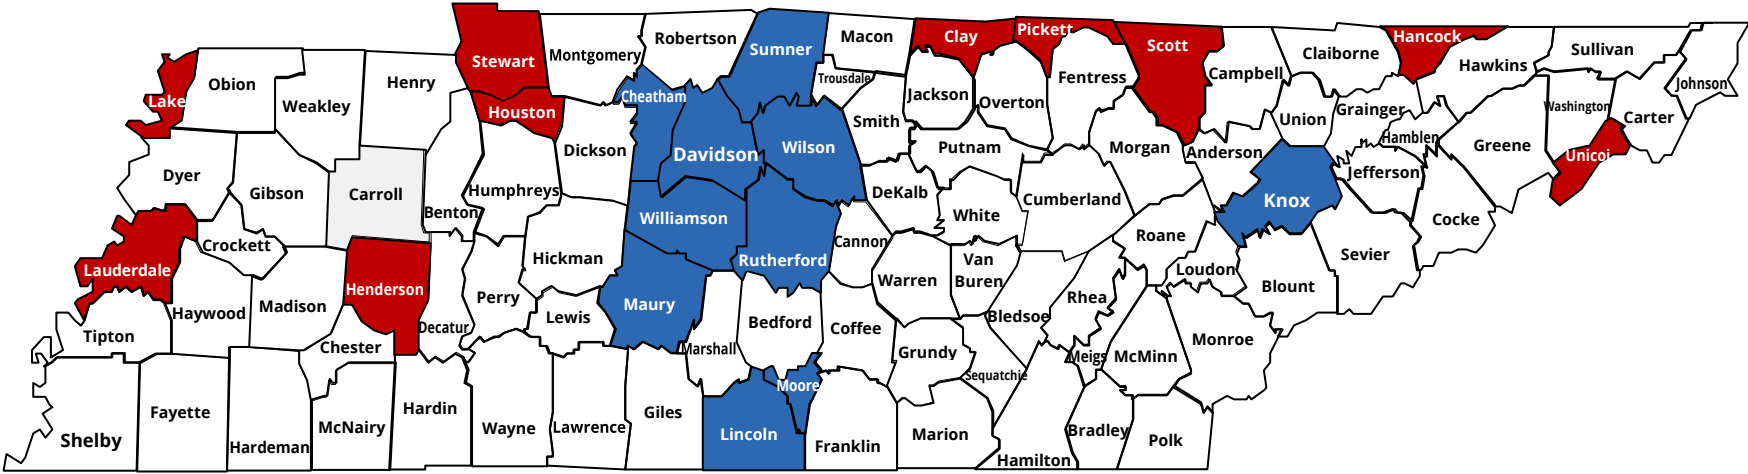 Lake
Obion
Weakley
Henry
Stewart
Montgomery
Robertson
Sumner
Macon
Trousdale
Clay
Pickett
Scott
Campbell
Claiborne
Hancock
Hawkins
Sullivan
Johnson
Houston
Cheatham
Jackson
Overton
Fentress
Union
Grainger
Washington
Carter
Dyer
Gibson
Carroll
Benton
Humphreys
Dickson
Davidson
Wilson
Smith
Putnam
Morgan
Anderson
Hamblen
Jefferson
Greene
Unicoi
Crockett
Williamson
DeKalb
White
Cumberland
Knox
Cocke
Lauderdale
Henderson
Hickman
Rutherford
Cannon
Warren
Van
Buren
Roane
Loudon
Blount
Sevier
Tipton
Haywood
Madison
Decatur
Perry
Lewis
Maury
Bedford
Coffee
Bledsoe
Rhea
Chester
Marshall
Grundy
Sequatchie
Meigs
McMinn
Monroe
Shelby
Fayette
Hardeman
McNairy
Hardin
Wayne
Lawrence
Giles
Lincoln
Moore
Franklin
Marion
Hamilton
Bradley
Polk